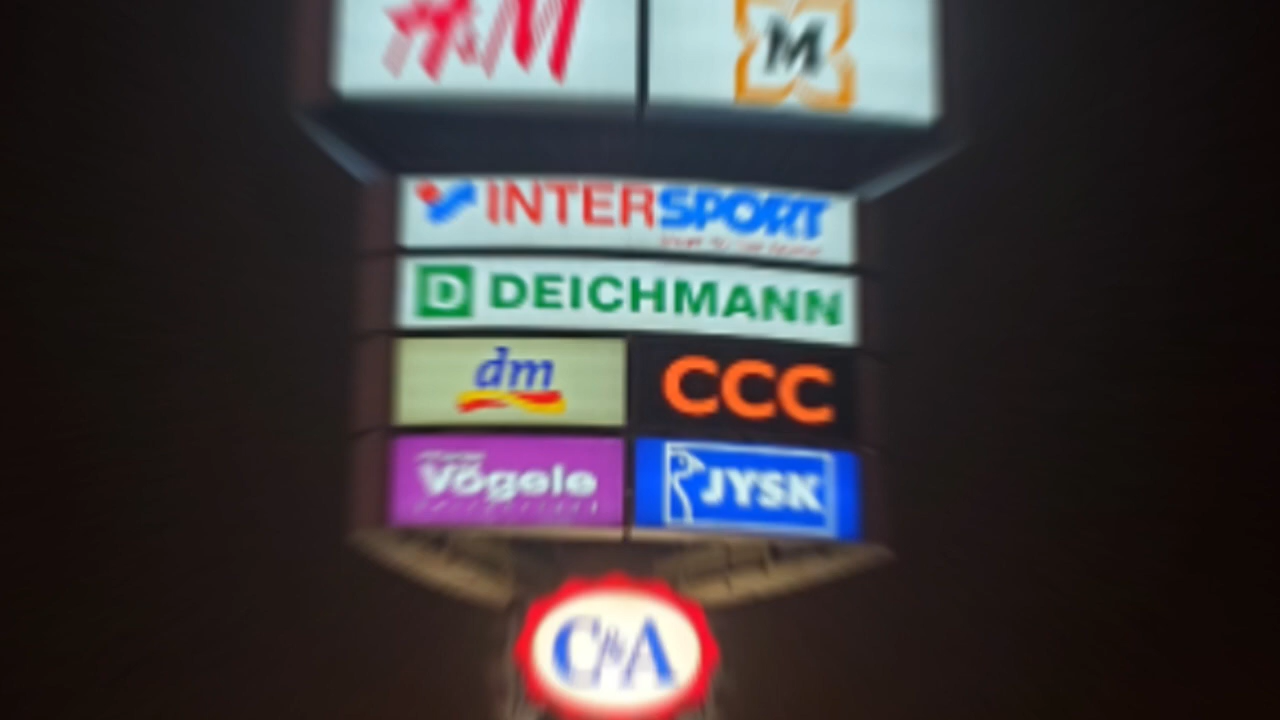 H&M
M
INTERSPORT
D DEICHMANN
dm
CCC
Vögele
JYSK
C&A